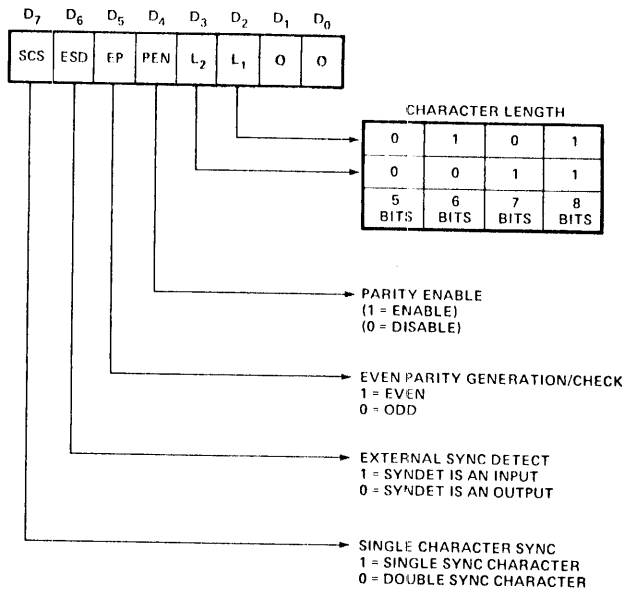 D7 D6 D5 D4 D3 D2 D1 D0
SCS ESD EP PEN L2 L1 0 0
CHARACTER LENGTH
0 1 0 1
0 0 1 1
5 BITS 6 BITS 7 BITS 8 BITS
PARITY ENABLE
(1 = ENABLE)
(0 = DISABLE)
EVEN PARITY GENERATION/CHECK
1 = EVEN
0 = ODD
EXTERNAL SYNC DETECT
1 = SYNDET IS AN INPUT
0 = SYNDET IS AN OUTPUT
SINGLE CHARACTER SYNC
1 = SINGLE SYNC CHARACTER
0 = DOUBLE SYNC CHARACTER